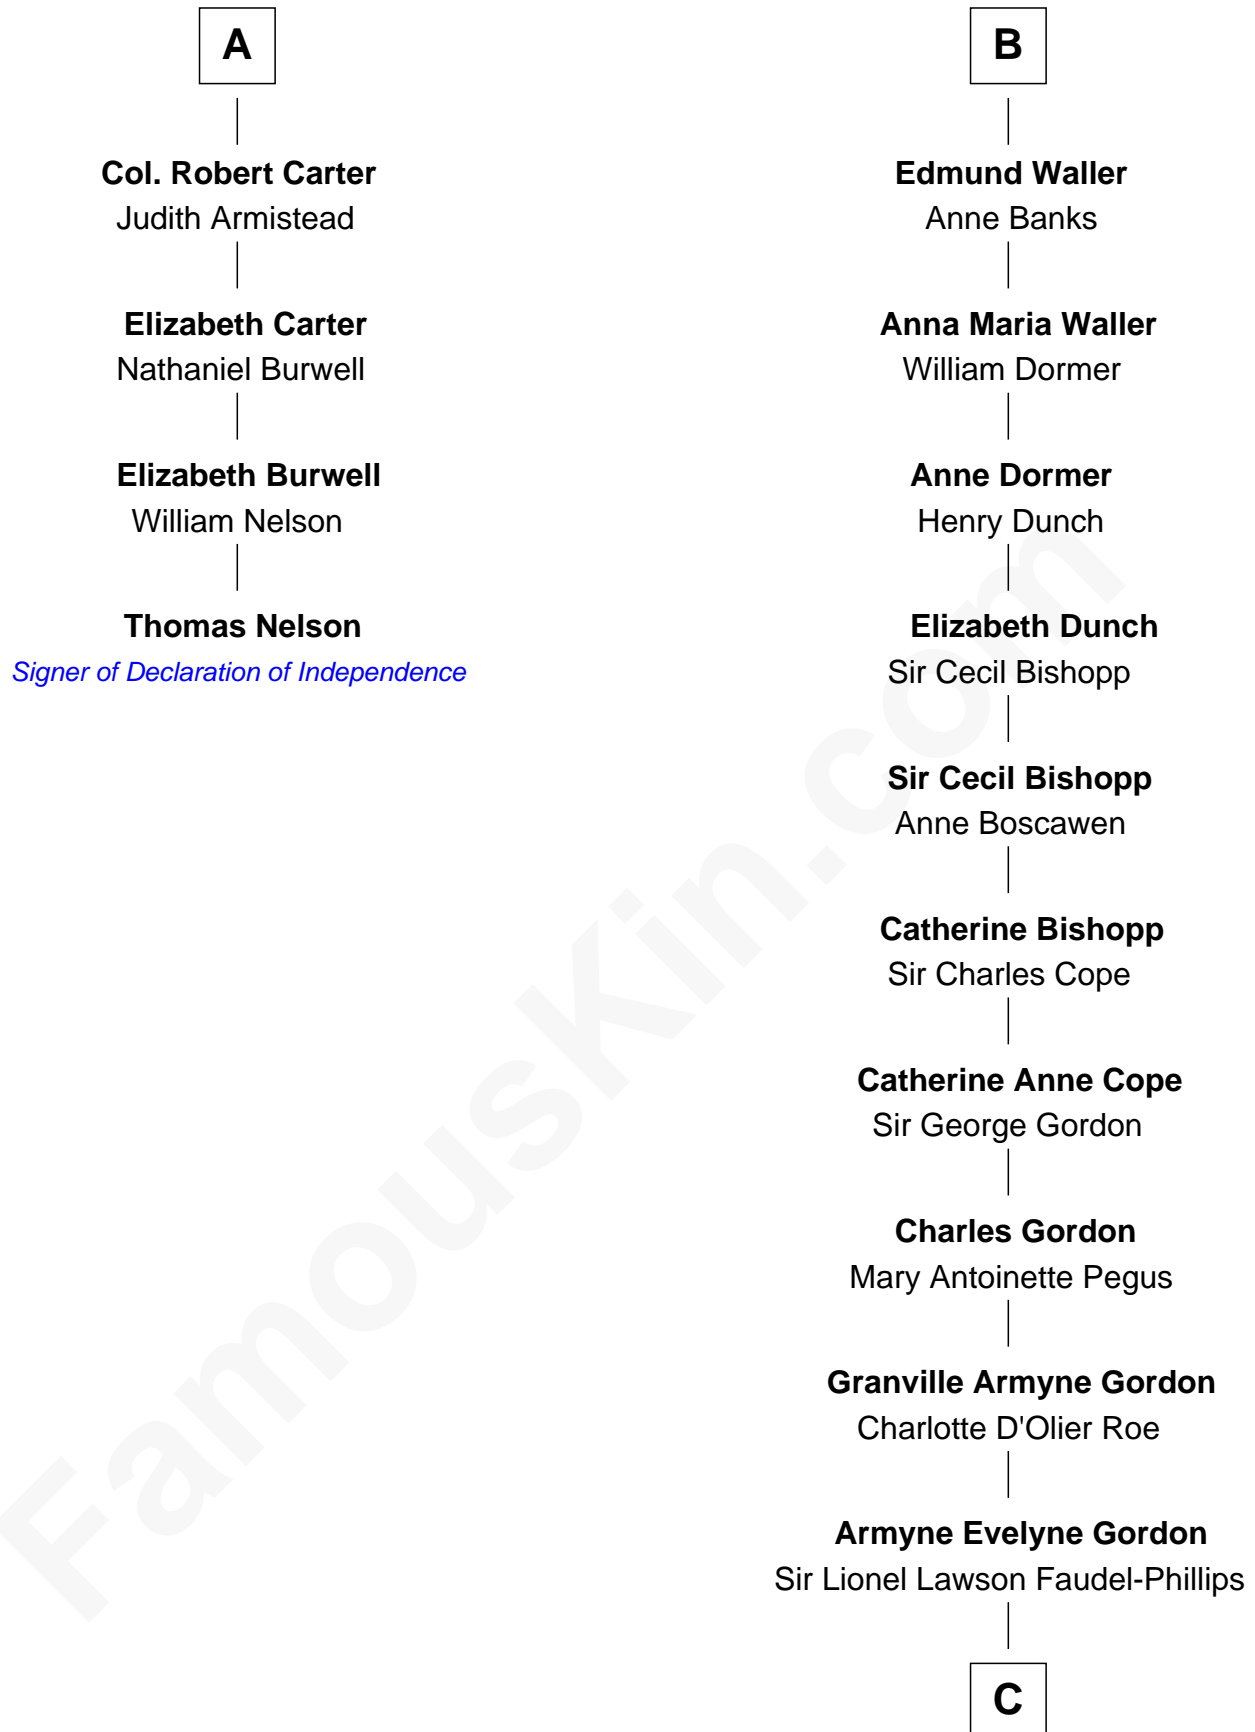 A
Col. Robert Carter
Judith Armistead
Elizabeth Carter
Nathaniel Burwell
Elizabeth Burwell
William Nelson
Thomas Nelson
Signer of Declaration of Independence
B
Edmund Waller
Anne Banks
Anna Maria Waller
William Dormer
Anne Dormer
Henry Dunch
Elizabeth Dunch
Sir Cecil Bishopp
Sir Cecil Bishopp
Anne Boscawen
Catherine Bishopp
Sir Charles Cope
Catherine Anne Cope
Sir George Gordon
Charles Gordon
Mary Antoinette Pegus
Granville Armyne Gordon
Charlotte D'Olier Roe
Armyne Evelyne Gordon
Sir Lionel Lawson Faudel-Phillips
C
FamousKin.com